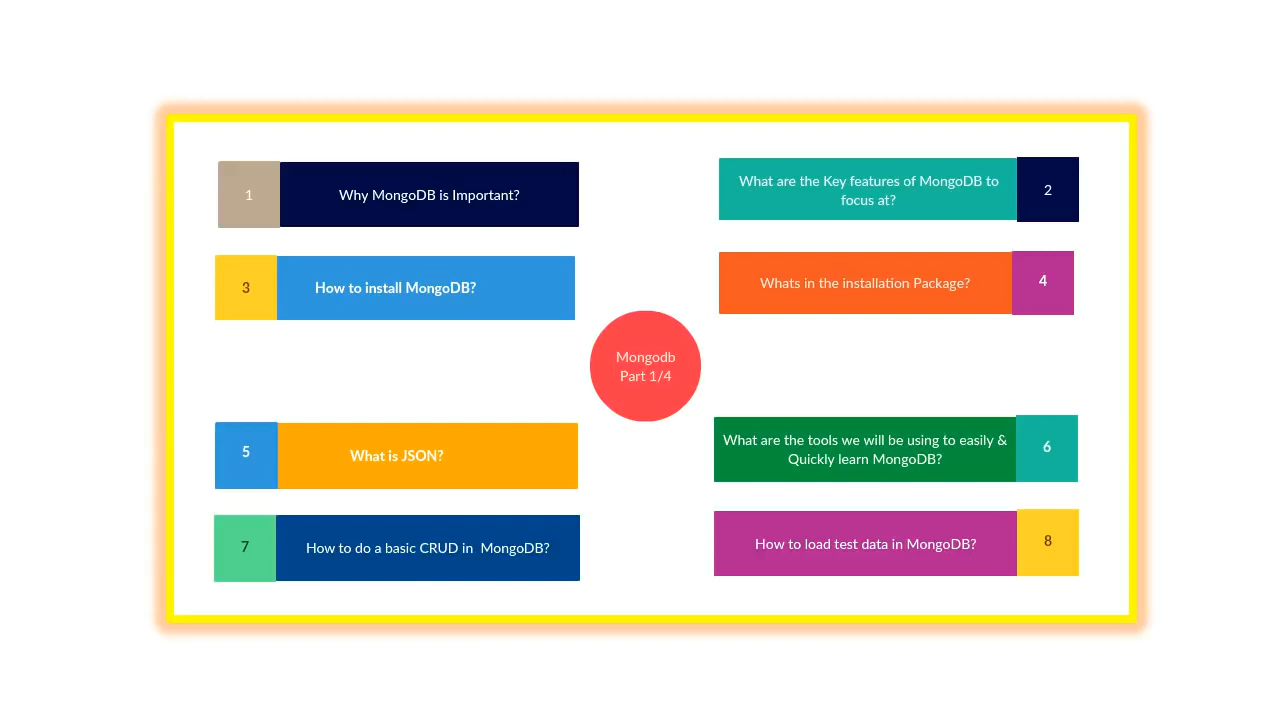 1
Why MongoDB is Important?
What are the Key features of MongoDB to
focus at?
2
3
How to install MongoDB?
Whats in the installation Package?
4
Mongodb
Part 1/4
5
What is JSON?
What are the tools we will be using to easily &
Quickly learn MongoDB?
6
7
How to do a basic CRUD in  MongoDB?
How to load test data in MongoDB?
8